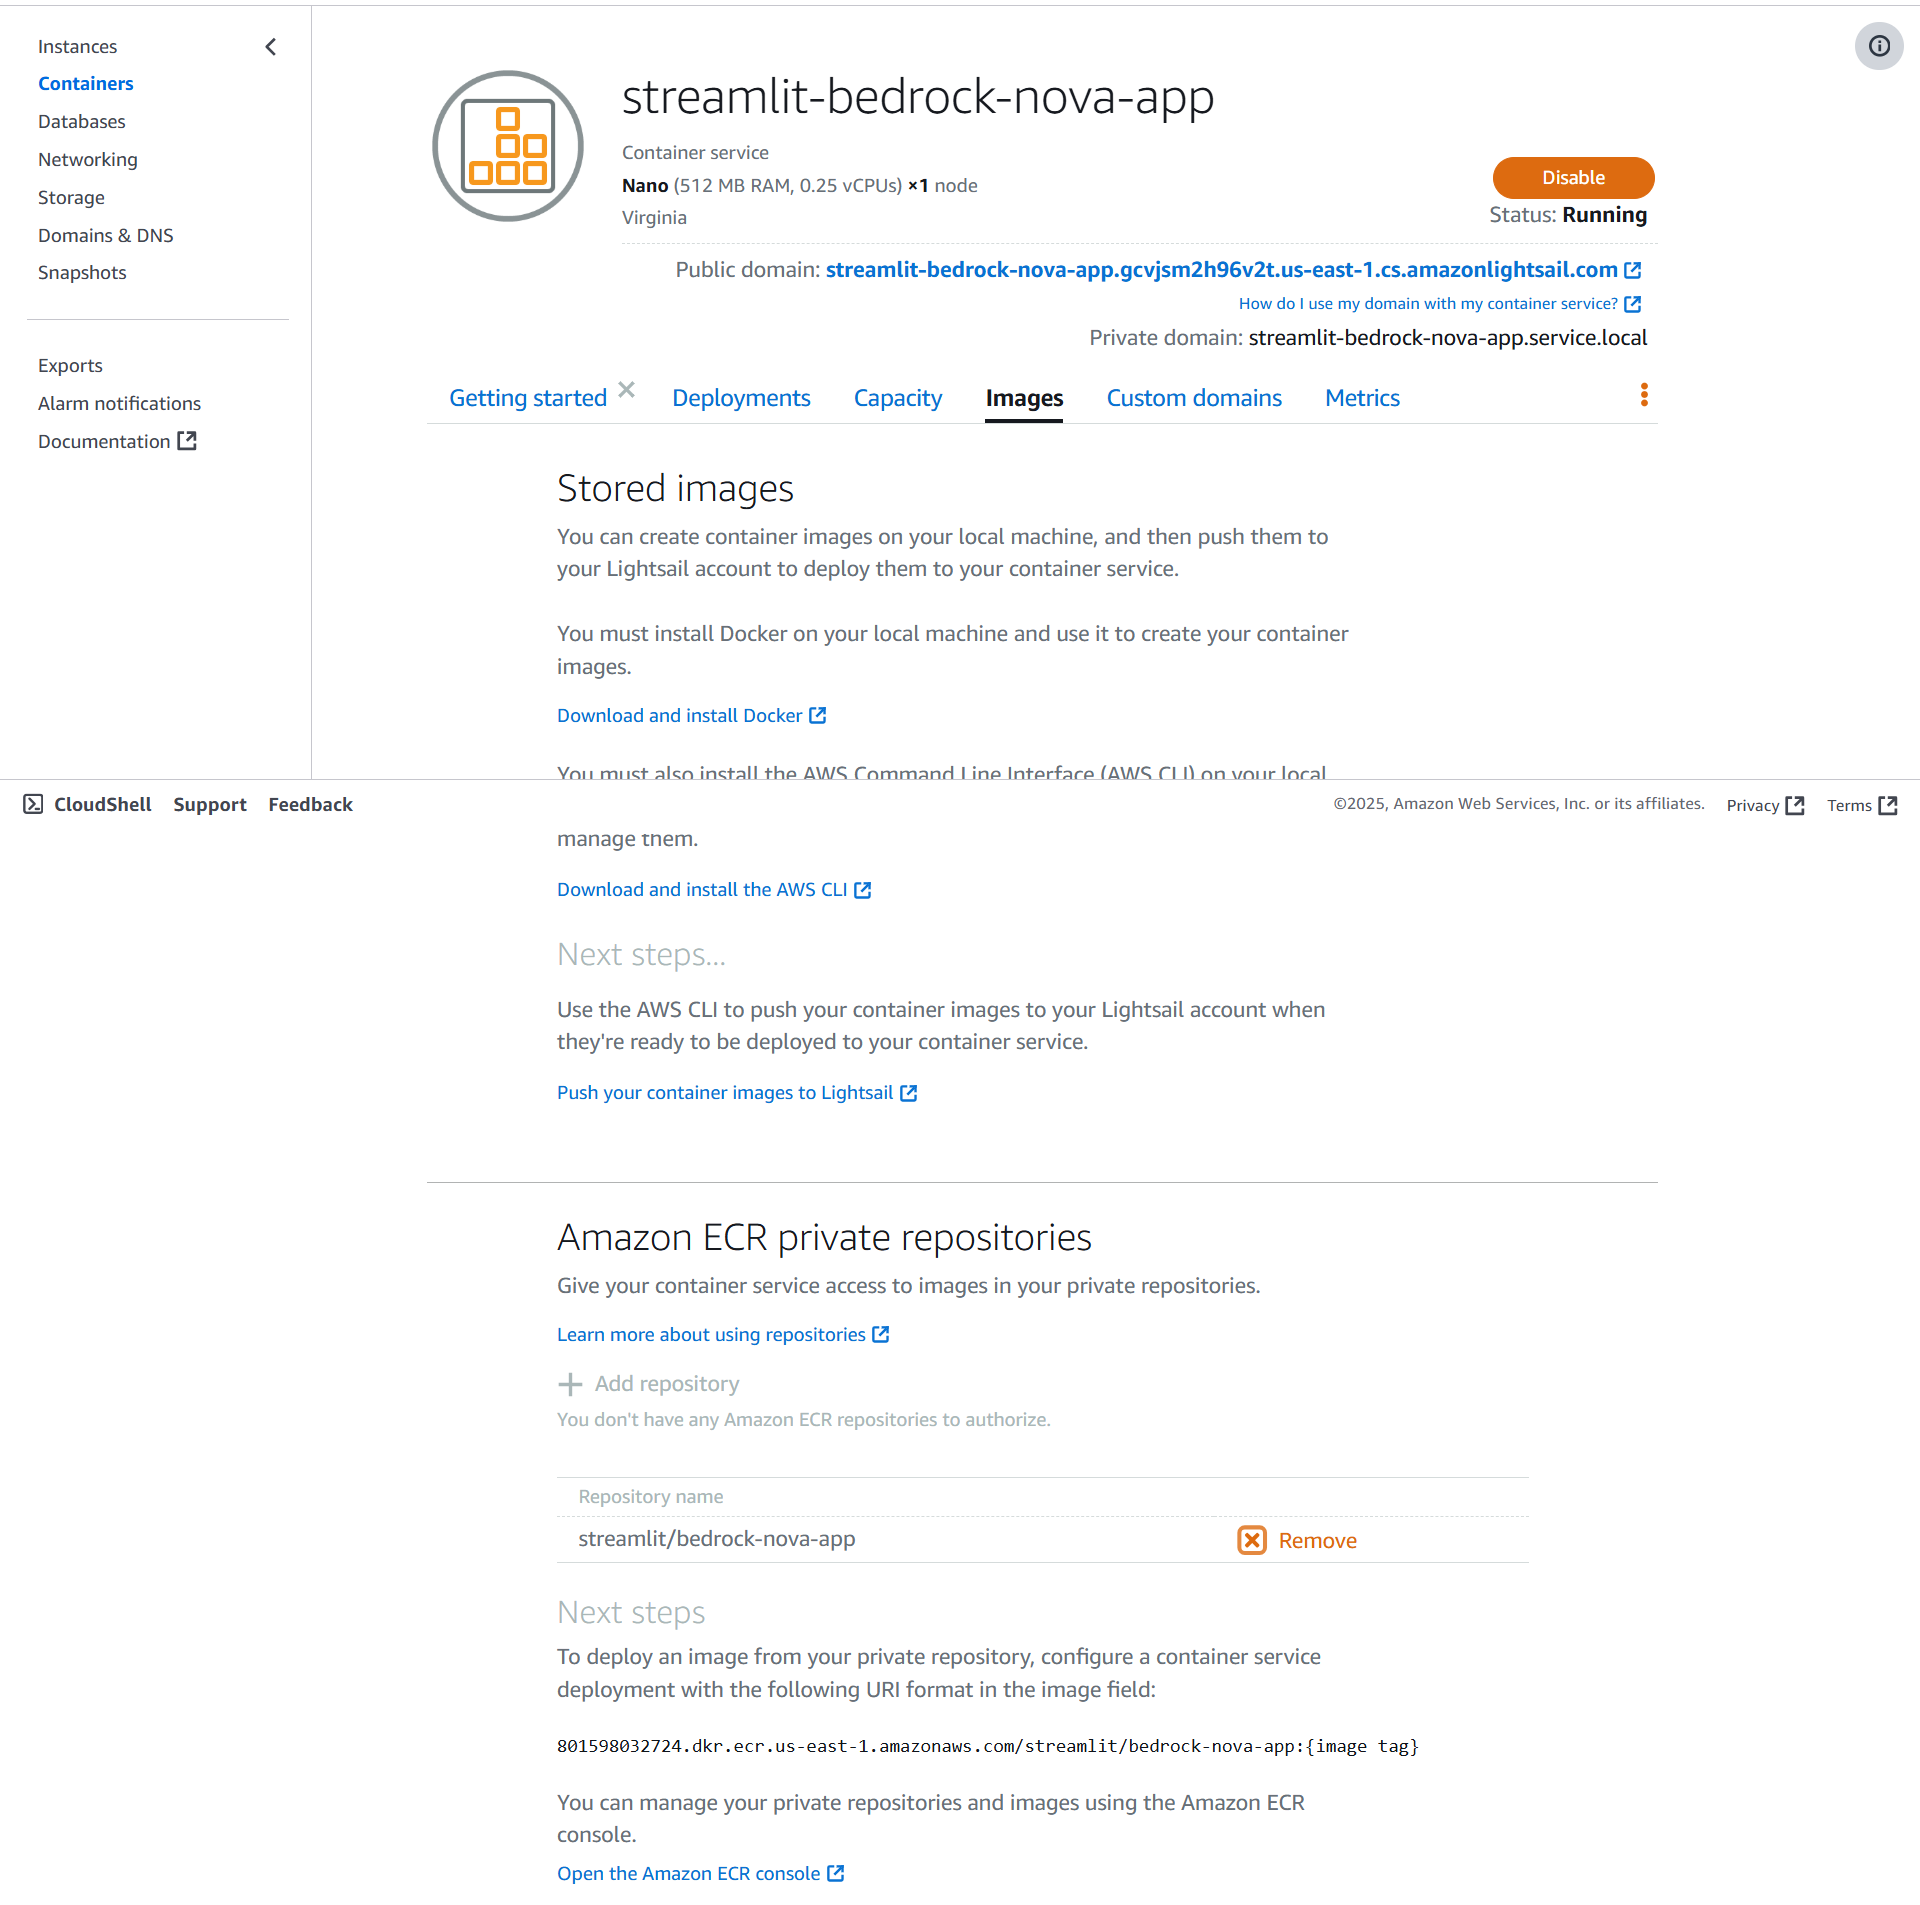 Instances
Containers
Databases
Networking
Storage
Domains & DNS
Snapshots
Exports
Alarm notifications
Documentation
streamlit-bedrock-nova-app
Container service
Nano (512 MB RAM, 0.25 vCPUs) ×1 node
Virginia
Disable
Status: Running
Public domain: streamlit-bedrock-nova-app.gcvjsm2h96v2t.us-east-1.cs.amazonlightsail.com
How do I use my domain with my container service?
Private domain: streamlit-bedrock-nova-app.service.local
Getting started Deployments Capacity Images Custom domains Metrics
Stored images
You can create container images on your local machine, and then push them to
your Lightsail account to deploy them to your container service.
You must install Docker on your local machine and use it to create your container
images.
Download and install Docker
You must also install the AWS Command Line Interface (AWS CLI) on your local
CloudShell Support Feedback
©2025, Amazon Web Services, Inc. or its affiliates. Privacy Terms
manage them.
Download and install the AWS CLI
Next steps...
Use the AWS CLI to push your container images to your Lightsail account when
they're ready to be deployed to your container service.
Push your container images to Lightsail
Amazon ECR private repositories
Give your container service access to images in your private repositories.
Learn more about using repositories
Add repository
You don't have any Amazon ECR repositories to authorize.
Repository name
streamlit/bedrock-nova-app Remove
Next steps
To deploy an image from your private repository, configure a container service
deployment with the following URI format in the image field:
801598032724.dkr.ecr.us-east-1.amazonaws.com/streamlit/bedrock-nova-app:{image tag}
You can manage your private repositories and images using the Amazon ECR
console.
Open the Amazon ECR console